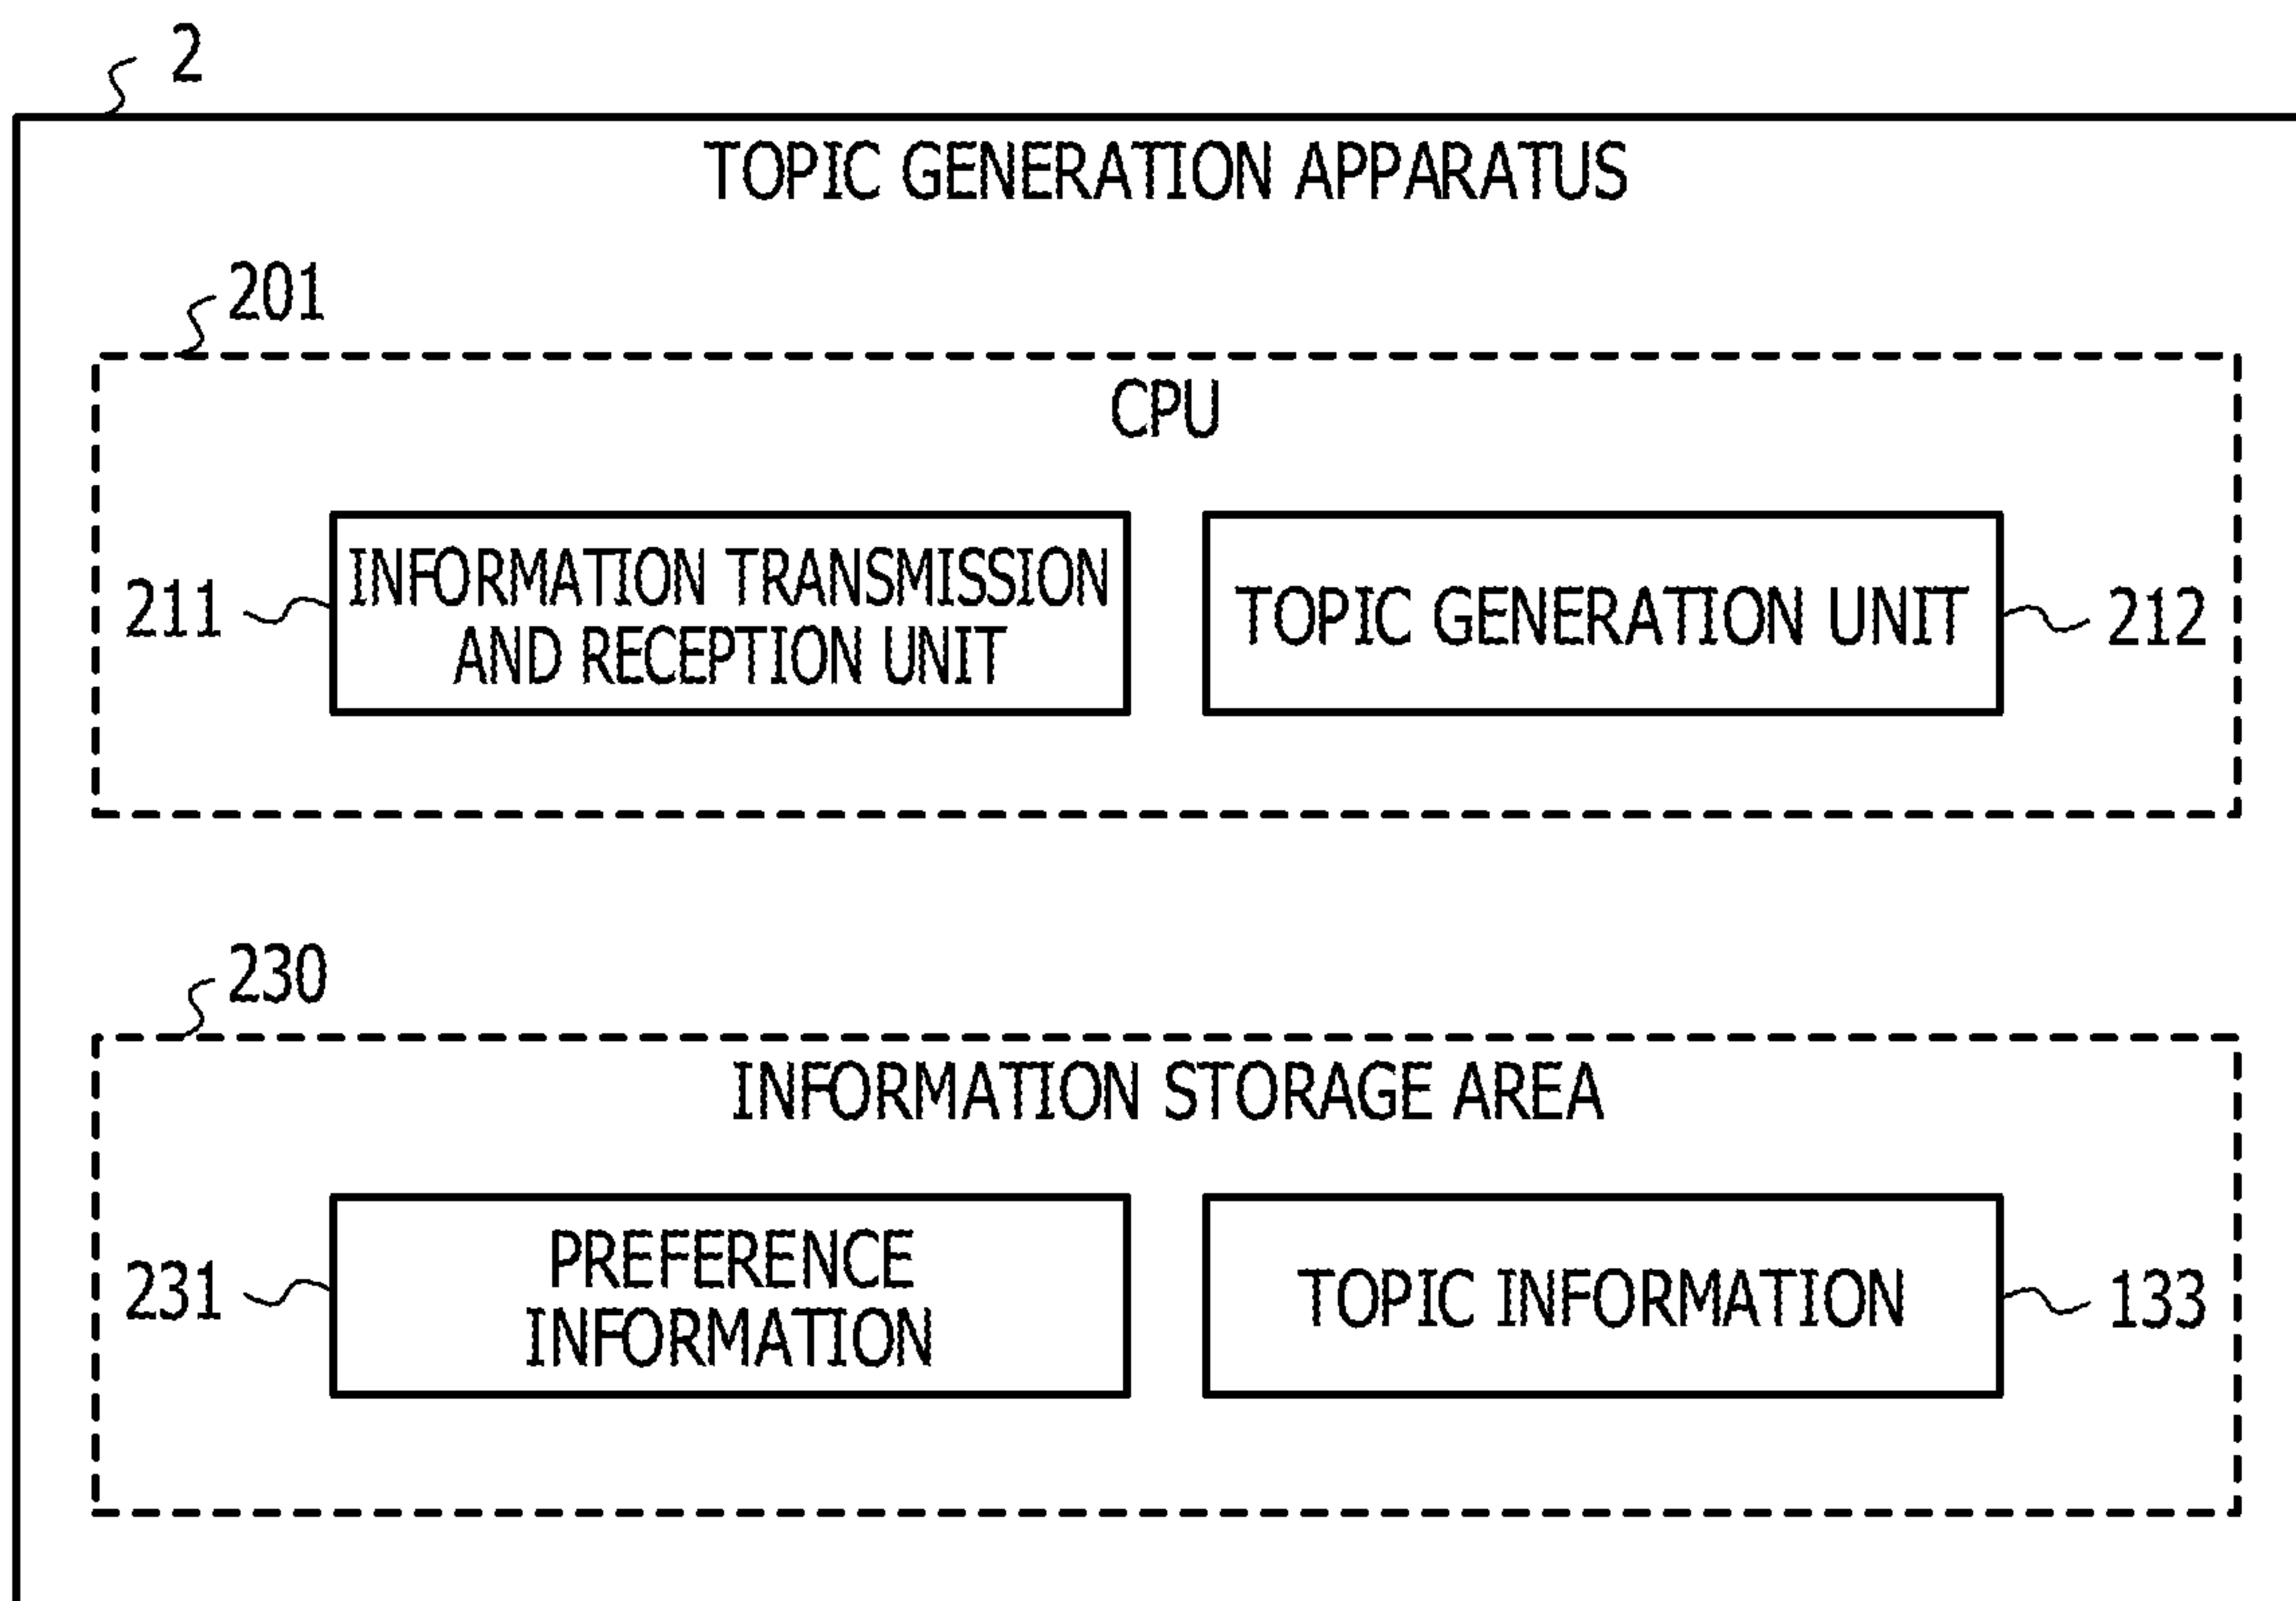 2
TOPIC GENERATION APPARATUS
201
CPU
211
INFORMATION TRANSMISSION
AND RECEPTION UNIT
TOPIC GENERATION UNIT
212
230
INFORMATION STORAGE AREA
231
PREFERENCE
INFORMATION
TOPIC INFORMATION
133